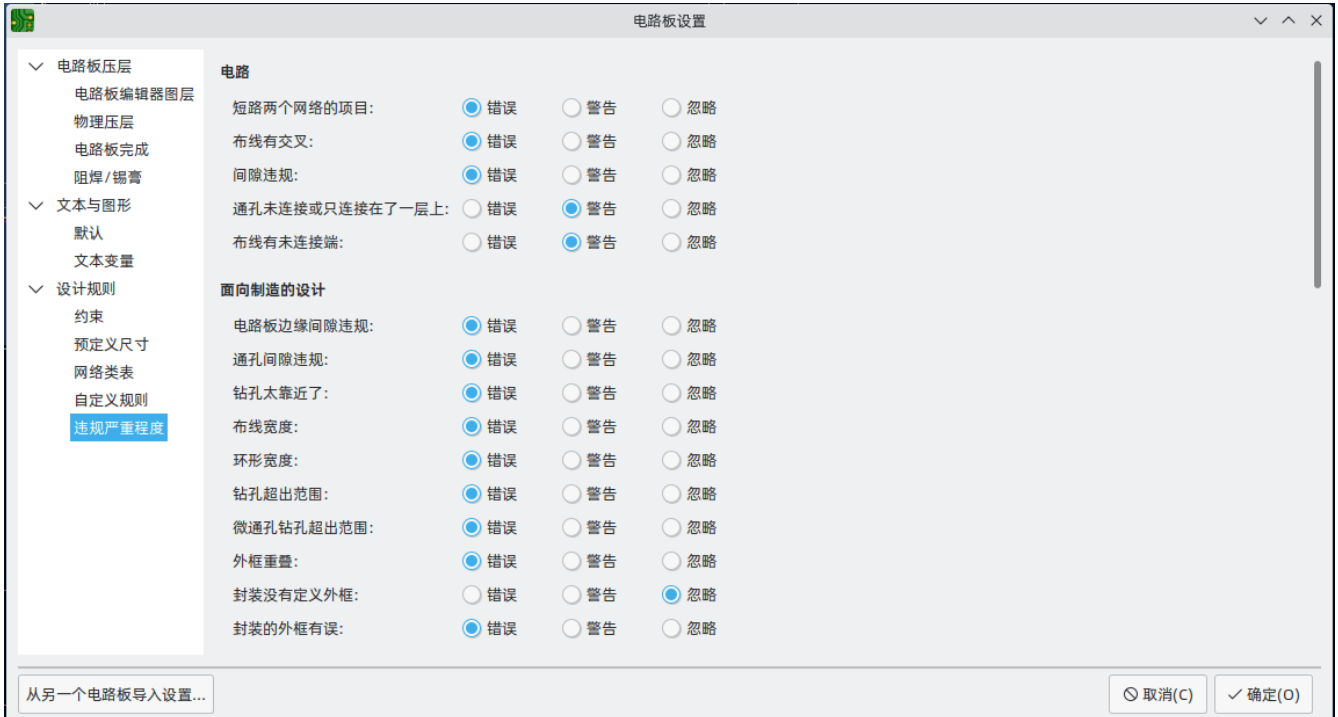 电路板设置
电路板压层
电路板编辑器图层
物理压层
电路板完成
阻焊/锡膏
文本与图形
默认
文本变量
设计规则
约束
预定义尺寸
网络类表
自定义规则
违规严重程度
电路
短路两个网络的项目: 错误 警告 忽略
布线有交叉: 错误 警告 忽略
间隙违规: 错误 警告 忽略
通孔未连接或只连接在了一层上: 错误 警告 忽略
布线有未连接端: 错误 警告 忽略
面向制造的设计
电路板边缘间隙违规: 错误 警告 忽略
通孔间隙违规: 错误 警告 忽略
钻孔太靠近了: 错误 警告 忽略
布线宽度: 错误 警告 忽略
环形宽度: 错误 警告 忽略
钻孔超出范围: 错误 警告 忽略
微通孔钻孔超出范围: 错误 警告 忽略
外框重叠: 错误 警告 忽略
封装没有定义外框: 错误 警告 忽略
封装的外框有误: 错误 警告 忽略
从另一个电路板导入设置... 取消(C) 确定(O)